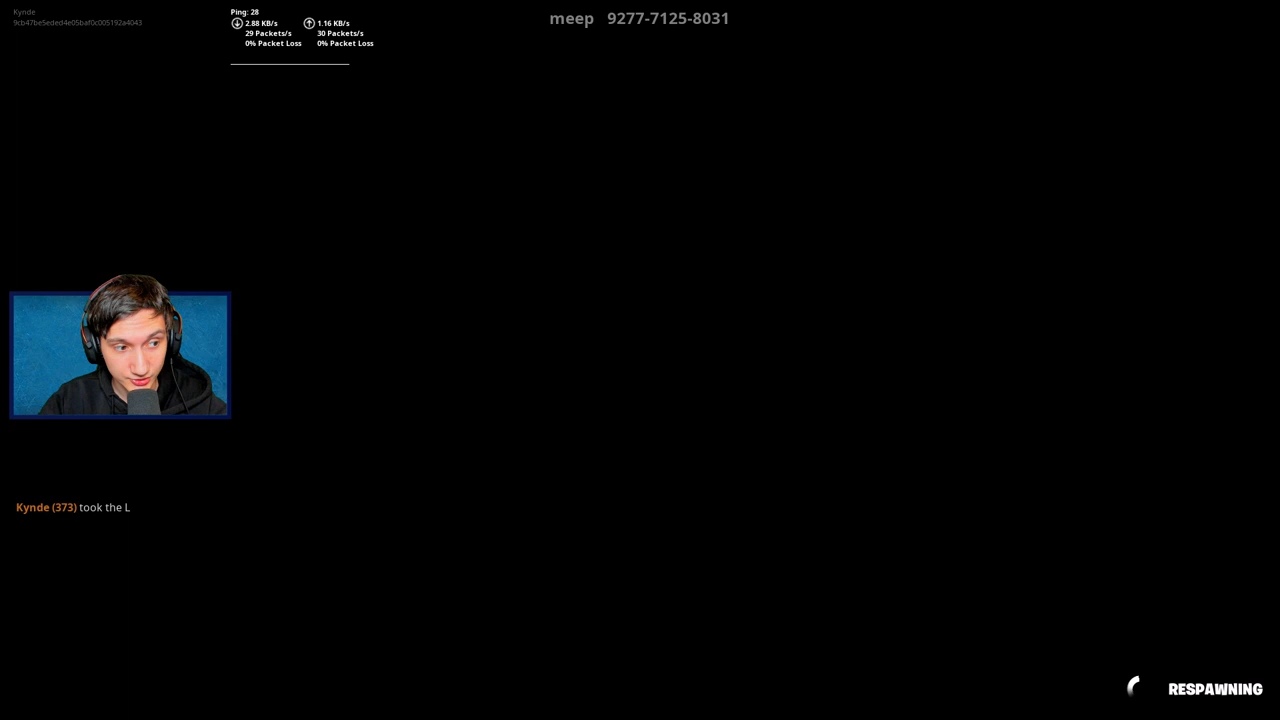 Kynde
9cb47be5eded4e05baf0c005192a4043
Ping: 28
2.88 KB/s 1.16 KB/s
29 Packets/s 30 Packets/s
0% Packet Loss 0% Packet Loss
meep 9277-7125-8031
Kynde (373) took the L
RESPAWNING